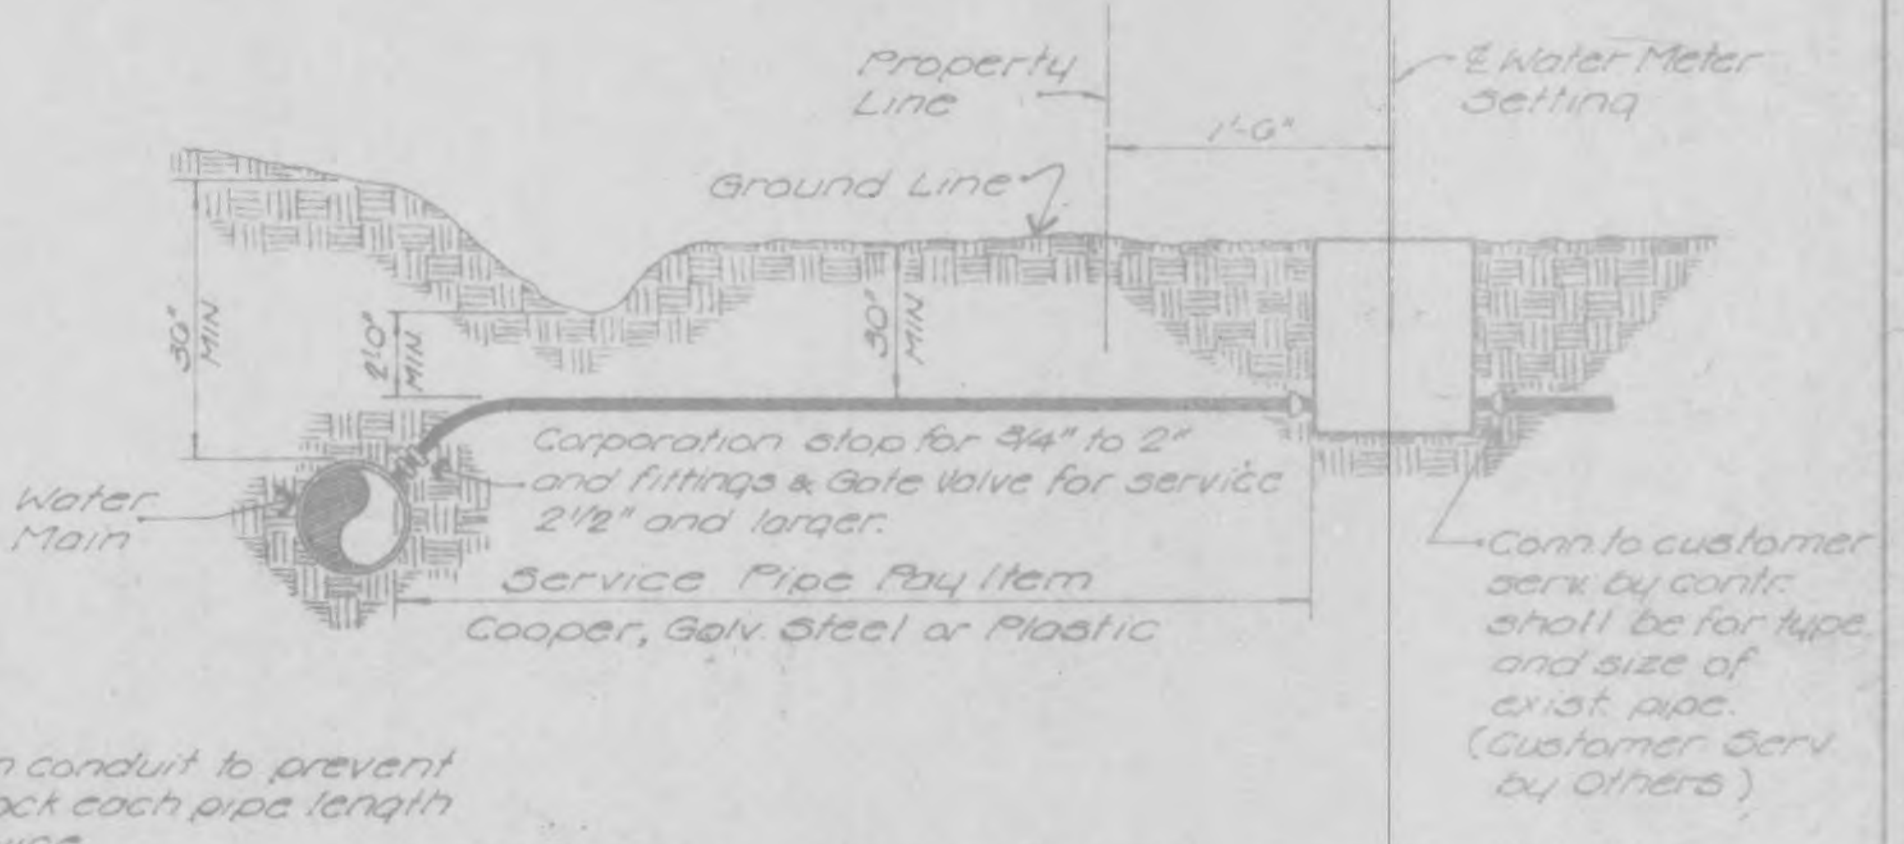 Property
Line
℄ Water Meter
Setting
1'-6"
Ground Line
30"
MIN
2'0"
MIN
30"
MIN
Corporation stop for 3/4" to 2"
and fittings & Gate Valve for service
2 1/2" and larger.
Water
Main
Service Pipe Pay Item
Cooper, Galv. Steel or Plastic
Conn. to customer
serv. by contr.
shall be for type
and size of
exist. pipe.
(Customer Serv.
by Others)
conduit to prevent
each pipe length